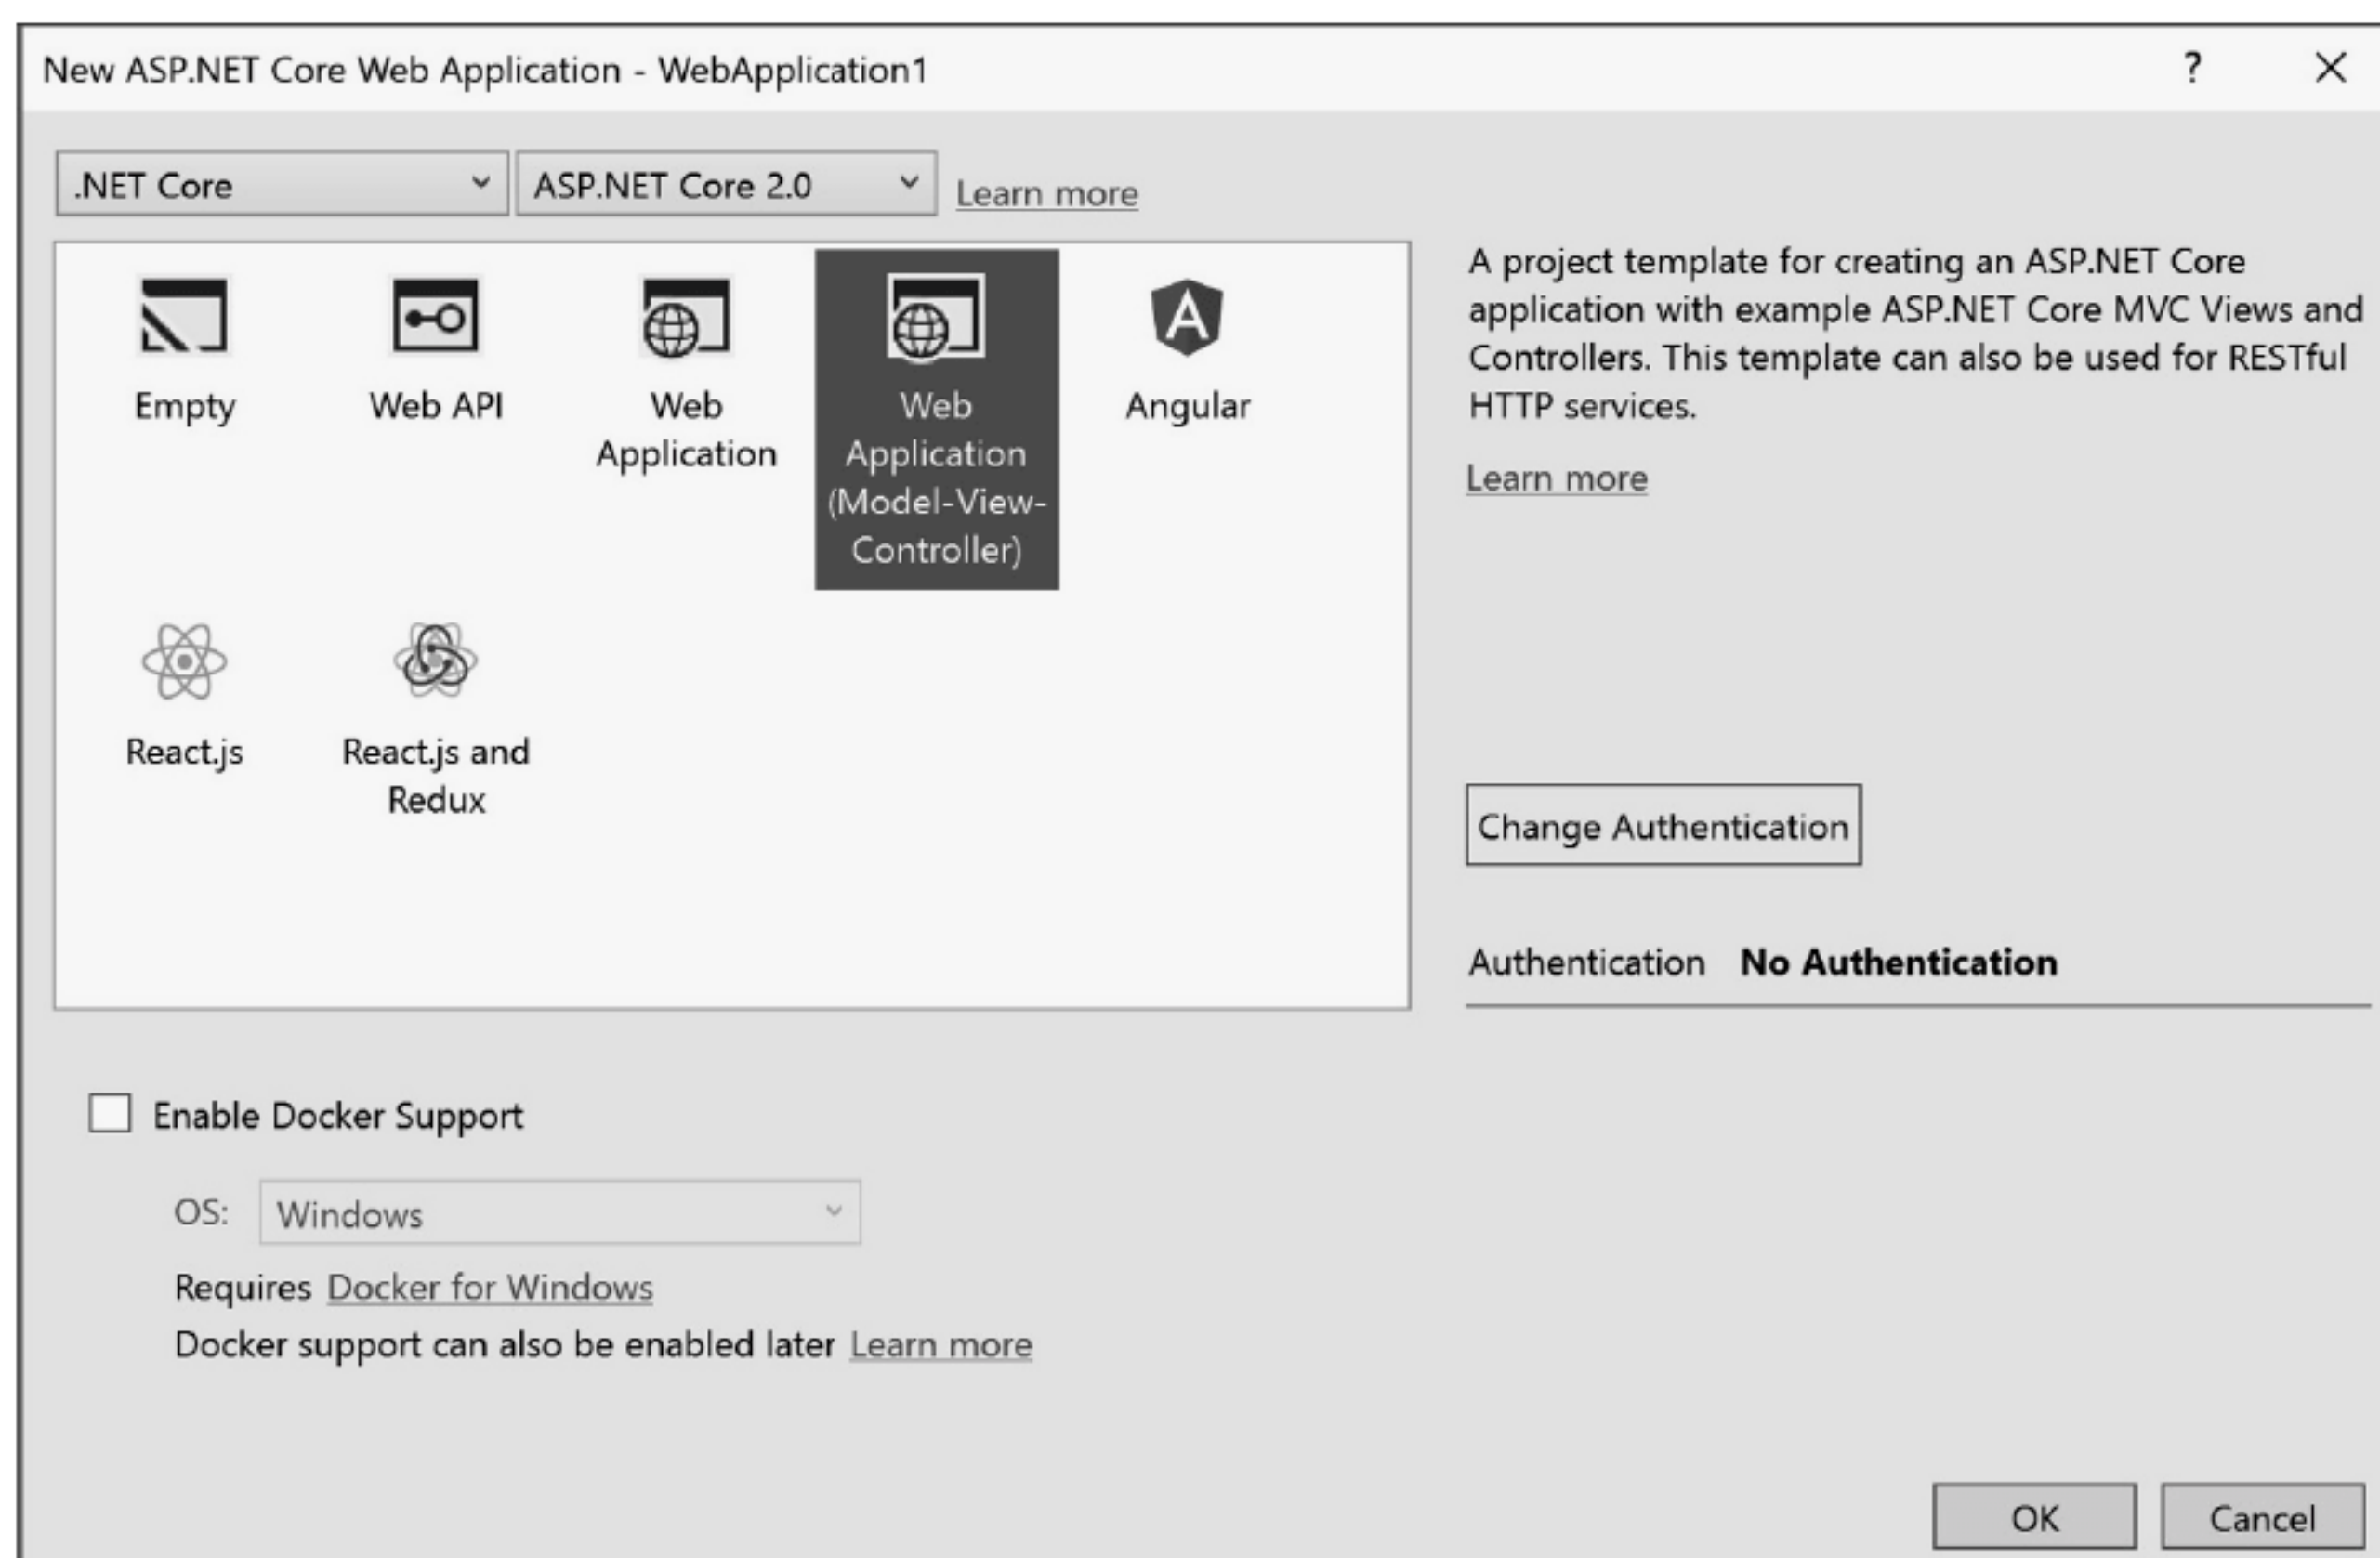 New ASP.NET Core Web Application - WebApplication1
?
.NET Core
ASP.NET Core 2.0
Learn more
Empty
Web API
Web
Application
Web
Application
(Model-View-
Controller)
Angular
React.js
React.js and
Redux
A project template for creating an ASP.NET Core
application with example ASP.NET Core MVC Views and
Controllers. This template can also be used for RESTful
HTTP services.
Learn more
Change Authentication
Authentication No Authentication
Enable Docker Support
OS: Windows
Requires Docker for Windows
Docker support can also be enabled later Learn more
OK
Cancel